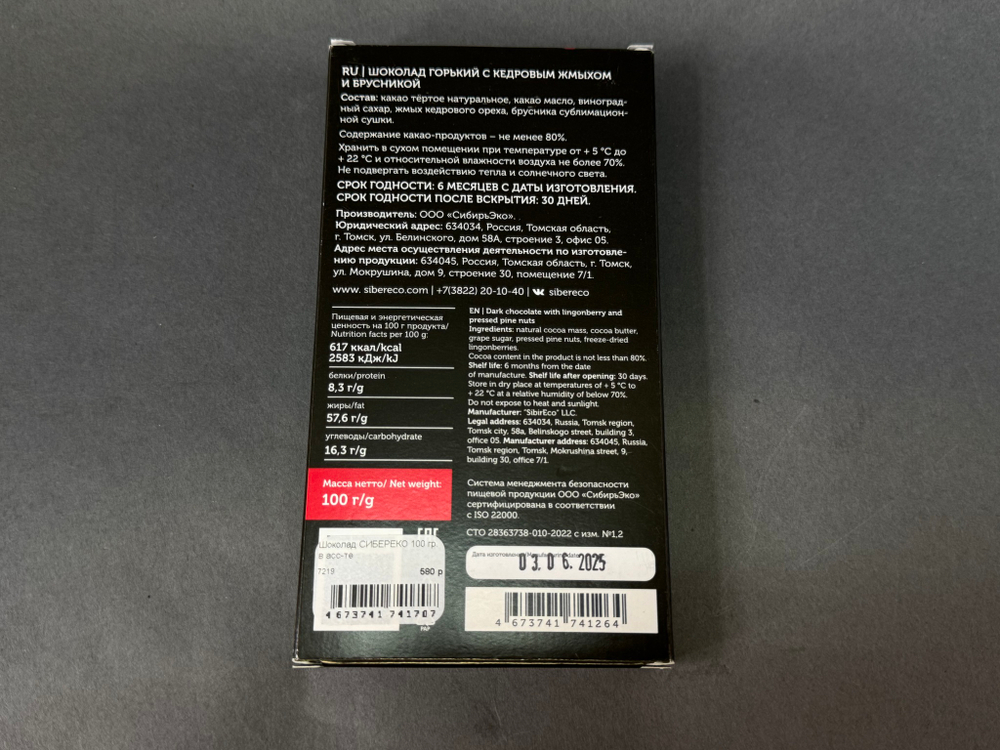 RU | ШОКОЛАД ГОРЬКИЙ С КЕДРОВЫМ ЖМЫХОМ
И БРУСНИКОЙ
Состав: какао тёртое натуральное, какао масло, виноград-
ный сахар, жмых кедрового ореха, брусника сублимацион-
ной сушки.
Содержание какао-продуктов – не менее 80%.
Хранить в сухом помещении при температуре от + 5 °С до
+ 22 °С и относительной влажности воздуха не более 70%.
Не подвергать воздействию тепла и солнечного света.
СРОК ГОДНОСТИ: 6 МЕСЯЦЕВ С ДАТЫ ИЗГОТОВЛЕНИЯ.
СРОК ГОДНОСТИ ПОСЛЕ ВСКРЫТИЯ: 30 ДНЕЙ.
Производитель: ООО «СибирьЭко».
Юридический адрес: 634034, Россия, Томская область,
г. Томск, ул. Белинского, дом 58А, строение 3, офис 05.
Адрес места осуществления деятельности по изготовле-
нию продукции: 634045, Россия, Томская область, г. Томск,
ул. Мокрушина, дом 9, строение 30, помещение 7/1.
www. sibereco.com | +7(3822) 20-10-40 | sibereco
Пищевая и энергетическая
ценность на 100 г продукта/
Nutrition facts per 100 g:
617 ккал/kcal
2583 кДж/kJ
белки/protein
8,3 г/g
жиры/fat
57,6 г/g
углеводы/carbohydrate
16,3 г/g
Масса нетто/ Net weight:
100 г/g
EN | Dark chocolate with lingonberry and
pressed pine nuts
Ingredients: natural cocoa mass, cocoa butter,
grape sugar, pressed pine nuts, freeze-dried
lingonberries.
Cocoa content in the product is not less than 80%.
Shelf life: 6 months from the date
of manufacture. Shelf life after opening: 30 days.
Store in dry place at temperatures of + 5 °C to
+ 22 °C at a relative humidity of below 70%.
Do not expose to heat and sunlight.
Manufacturer: "SibirEco" LLC.
Legal address: 634034, Russia, Tomsk region,
Tomsk city, 58a, Belinskogo street, building 3,
office 05. Manufacturer address: 634045, Russia,
Tomsk region, Tomsk, Mokrushina street, 9,
building 30, office 7/1.
Система менеджмента безопасности
пищевой продукции ООО «СибирьЭко»
сертифицирована в соответствии
с ISO 22000.
СТО 28363738-010-2022 с изм. №1,2
Шоколад СИБЕРЕКО 100 гр.
в асс-те
7219 580 р
4 673741 741707
PAP
Дата изготовления/Manufacturing date:
03.06.2025
4 673741 741264